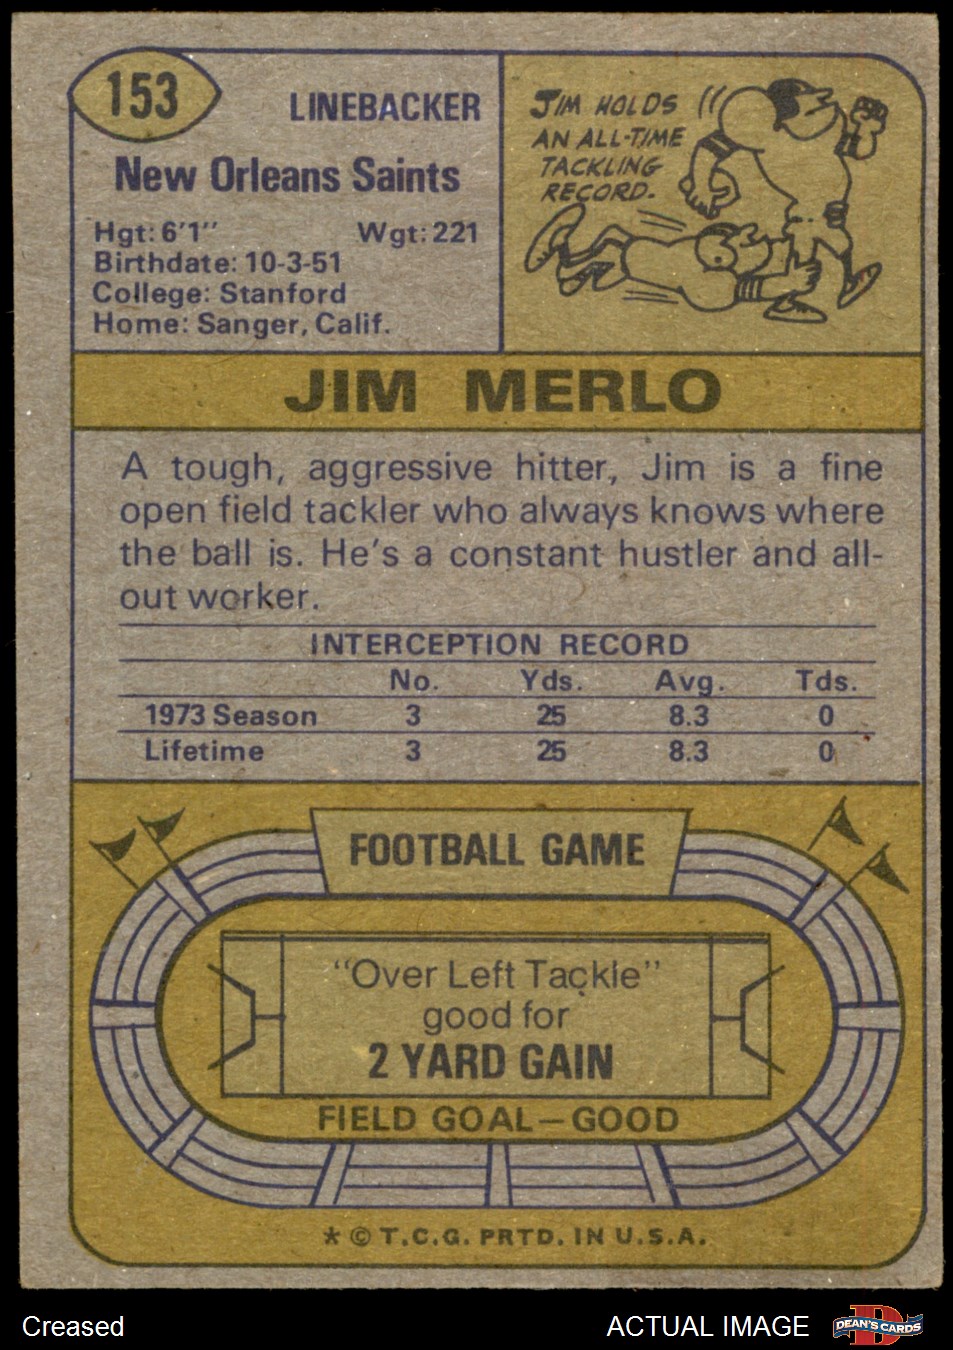 153
LINEBACKER
New Orleans Saints
Hgt: 6'1" Wgt: 221
Birthdate: 10-3-51
College: Stanford
Home: Sanger, Calif.
JIM HOLDS
AN ALL-TIME
TACKLING
RECORD.
JIM MERLO
A tough, aggressive hitter, Jim is a fine
open field tackler who always knows where
the ball is. He's a constant hustler and all-
out worker.
INTERCEPTION RECORD
No. Yds. Avg. Tds.
1973 Season 3 25 8.3 0
Lifetime 3 25 8.3 0
FOOTBALL GAME
"Over Left Tackle"
good for
2 YARD GAIN
FIELD GOAL—GOOD
* © T.C.G. PRTD. IN U.S.A.
Creased
ACTUAL IMAGE
D
DEAN'S CARDS